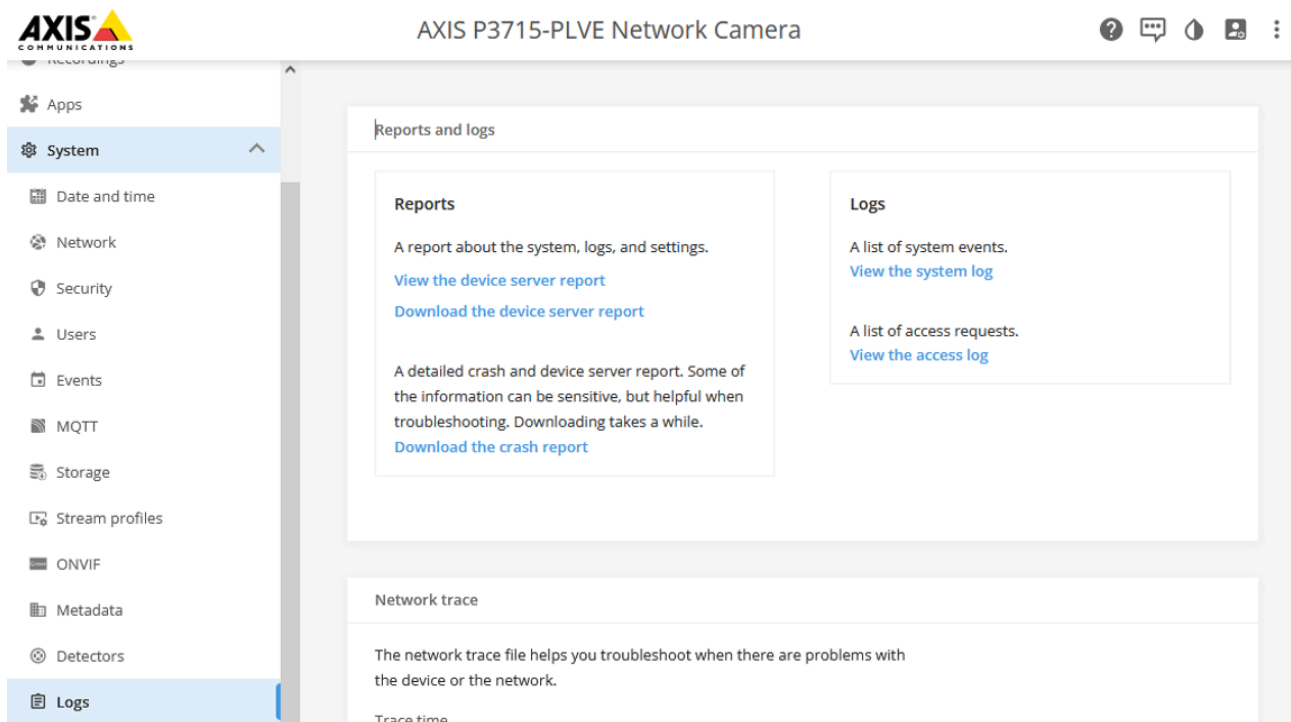 AXIS
COMMUNICATIONS
AXIS P3715-PLVE Network Camera
Recordings
Apps
System
Date and time
Network
Security
Users
Events
MQTT
Storage
Stream profiles
ONVIF
Metadata
Detectors
Logs
Reports and logs
Reports
A report about the system, logs, and settings.
View the device server report
Download the device server report
A detailed crash and device server report. Some of
the information can be sensitive, but helpful when
troubleshooting. Downloading takes a while.
Download the crash report
Logs
A list of system events.
View the system log
A list of access requests.
View the access log
Network trace
The network trace file helps you troubleshoot when there are problems with
the device or the network.
Trace time